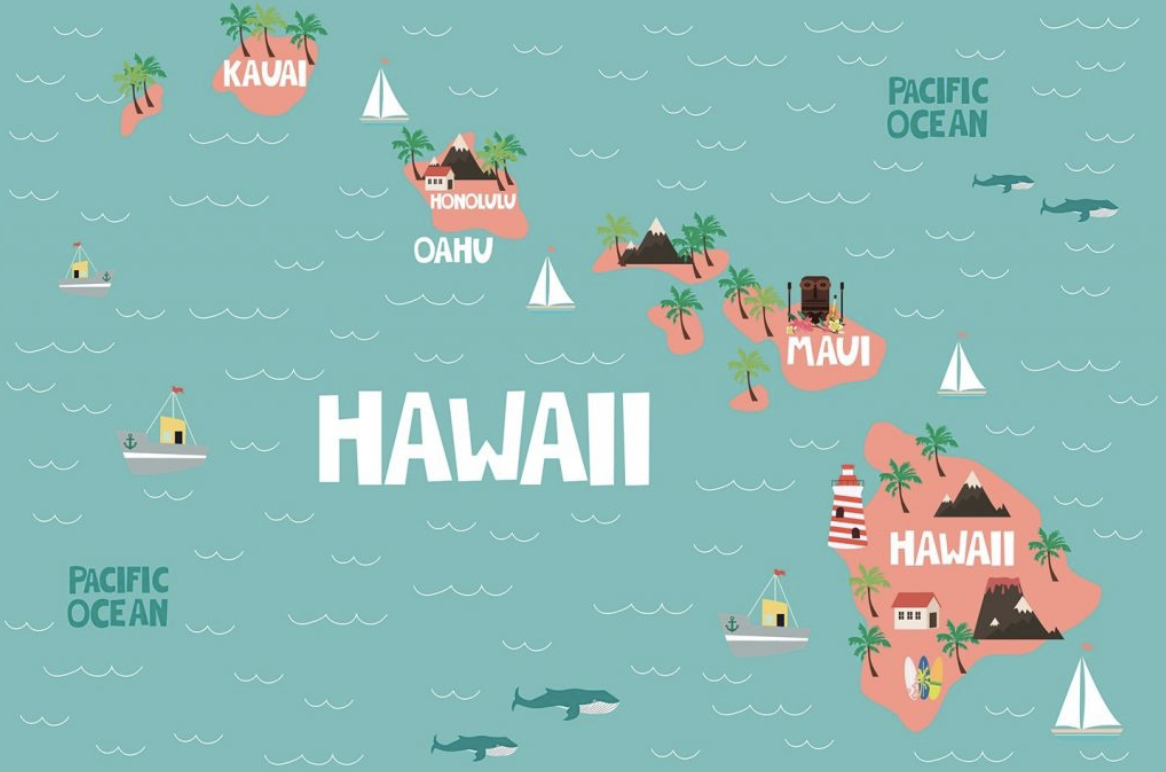 KAUAI
PACIFIC
OCEAN
HONOLULU
OAHU
MAUI
HAWAII
HAWAII
PACIFIC
OCEAN